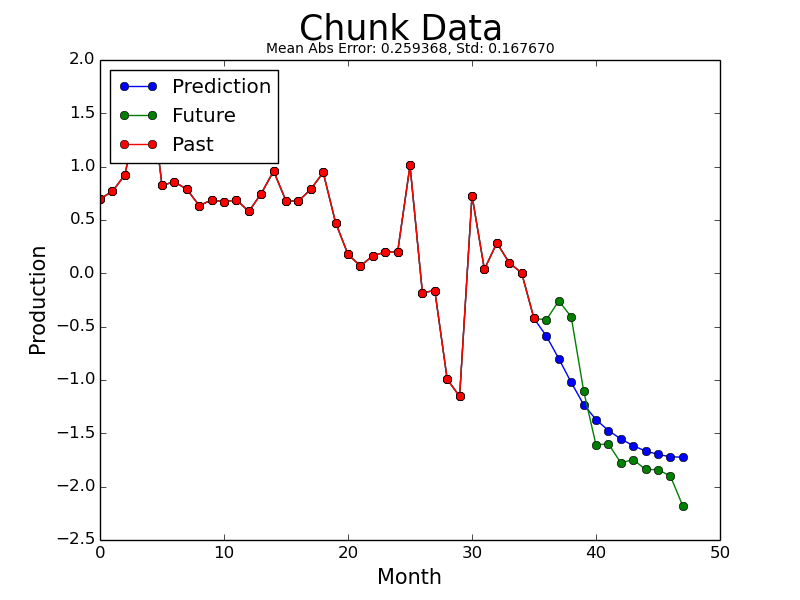 Chunk Data
Mean Abs Error: 0.259368, Std: 0.167670
Prediction
Future
Past
2.0
1.5
1.0
0.5
0.0
−0.5
−1.0
−1.5
−2.0
−2.5
Production
0 10 20 30 40 50
Month